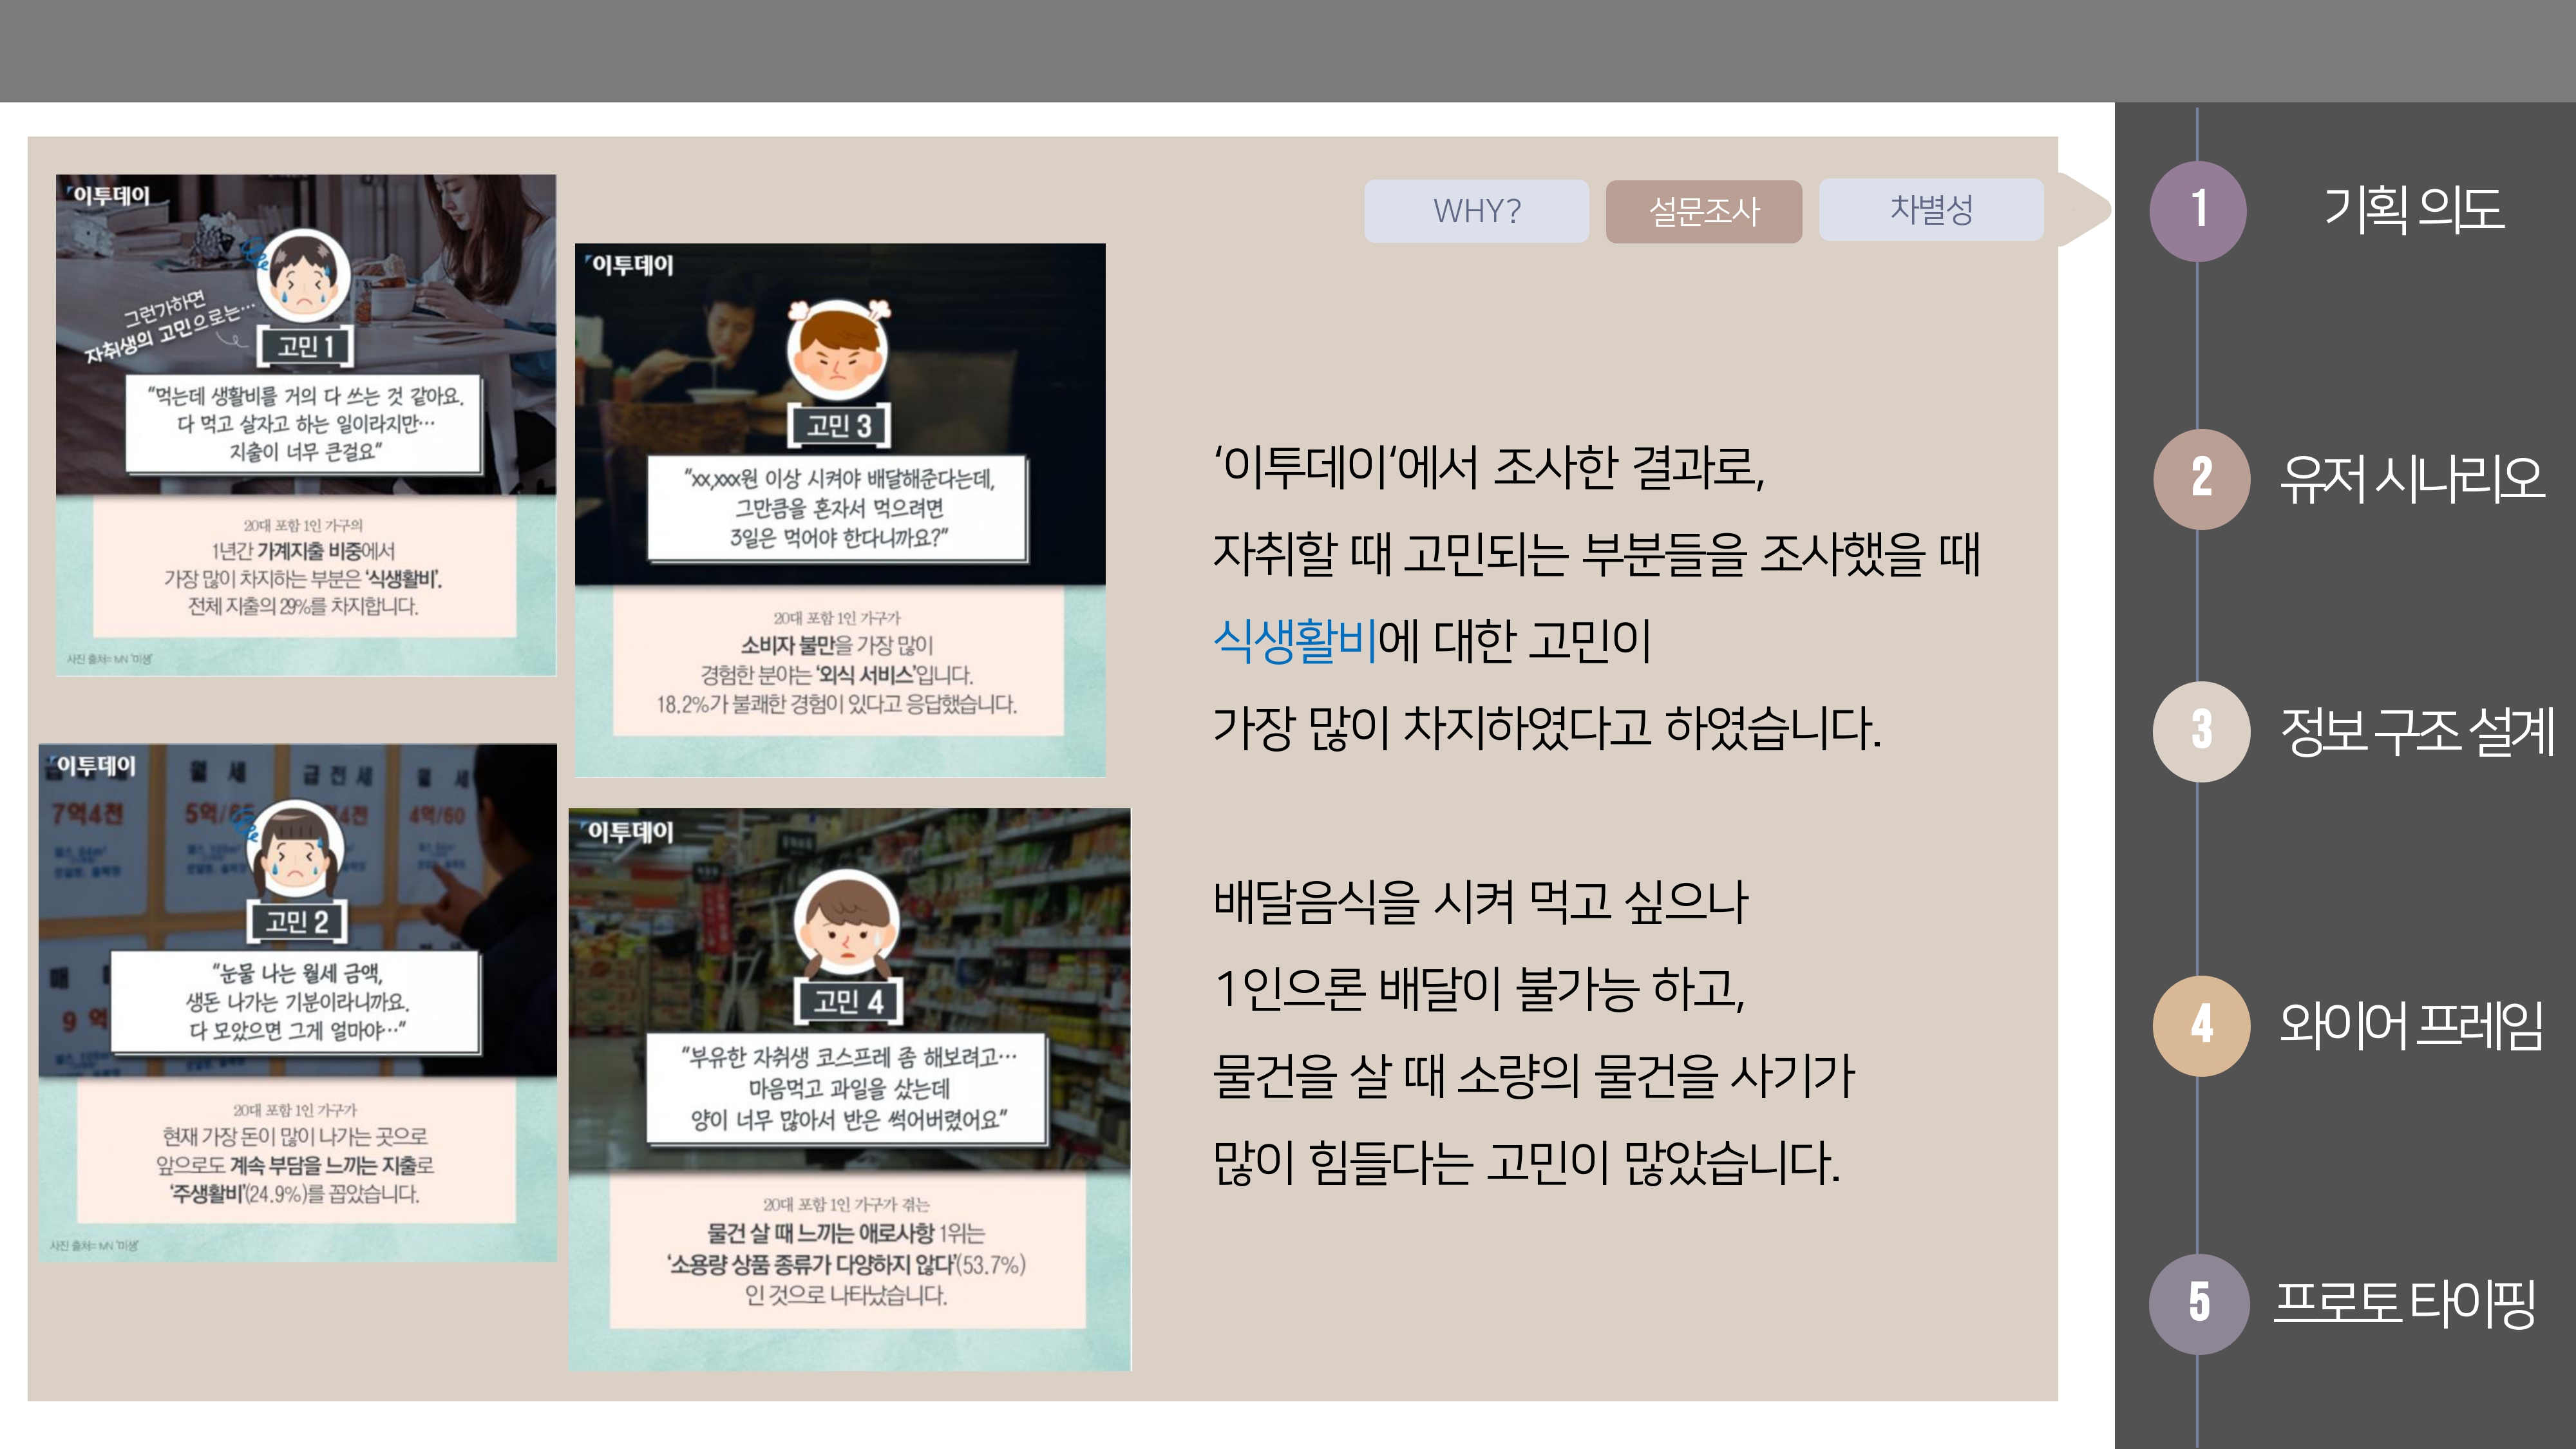 이투데이
그런가하면
자취생의 고민으로는…
고민 1
“먹는데 생활비를 거의 다 쓰는 것 같아요.
다 먹고 살자고 하는 일이라지만…
지출이 너무 큰걸요”
20대 포함 1인 가구의
1년간 가계지출 비중에서
가장 많이 차지하는 부분은 ‘식생활비’.
전체 지출의 29%를 차지합니다.
사진 출처= tvN ‘미생’
이투데이
월 세
급 전 세
월 세
7억4천
5억/65
4천
4억/60
고민 2
매
9 억
“눈물 나는 월세 금액,
생돈 나가는 기분이라니까요.
다 모았으면 그게 얼마야…”
20대 포함 1인 가구가
현재 가장 돈이 많이 나가는 곳으로
앞으로도 계속 부담을 느끼는 지출로
‘주생활비’(24.9%)를 꼽았습니다.
사진 출처= tvN ‘미생’
이투데이
고민 3
“xx,xxx원 이상 시켜야 배달해준다는데,
그만큼을 혼자서 먹으려면
3일은 먹어야 한다니까요?”
20대 포함 1인 가구가
소비자 불만을 가장 많이
경험한 분야는 ‘외식 서비스’입니다.
18.2%가 불쾌한 경험이 있다고 응답했습니다.
이투데이
고민 4
“부유한 자취생 코스프레 좀 해보려고…
마음먹고 과일을 샀는데
양이 너무 많아서 반은 썩어버렸어요”
20대 포함 1인 가구가 겪는
물건 살 때 느끼는 애로사항 1위는
‘소용량 상품 종류가 다양하지 않다’(53.7%)
인 것으로 나타났습니다.
WHY?
설문조사
차별성
‘이투데이‘에서 조사한 결과로,
자취할 때 고민되는 부분들을 조사했을 때
식생활비에 대한 고민이
가장 많이 차지하였다고 하였습니다.
배달음식을 시켜 먹고 싶으나
1인으론 배달이 불가능 하고,
물건을 살 때 소량의 물건을 사기가
많이 힘들다는 고민이 많았습니다.
1 기획 의도
2 유저 시나리오
3 정보 구조 설계
4 와이어 프레임
5 프로토 타이핑